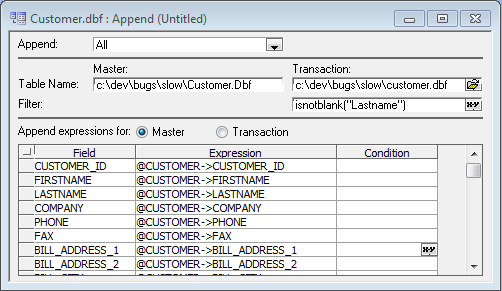 Customer.dbf : Append (Untitled)
Append: All
Master: Transaction:
Table Name: c:\dev\bugs\slow\Customer.Dbf c:\dev\bugs\slow\customer.dbf
Filter: isnotblank("Lastname") x=y
Append expressions for: Master Transaction
Field Expression Condition
CUSTOMER_ID @CUSTOMER->CUSTOMER_ID
FIRSTNAME @CUSTOMER->FIRSTNAME
LASTNAME @CUSTOMER->LASTNAME
COMPANY @CUSTOMER->COMPANY
PHONE @CUSTOMER->PHONE
FAX @CUSTOMER->FAX
BILL_ADDRESS_1 @CUSTOMER->BILL_ADDRESS_1 x=y
BILL_ADDRESS_2 @CUSTOMER->BILL_ADDRESS_2